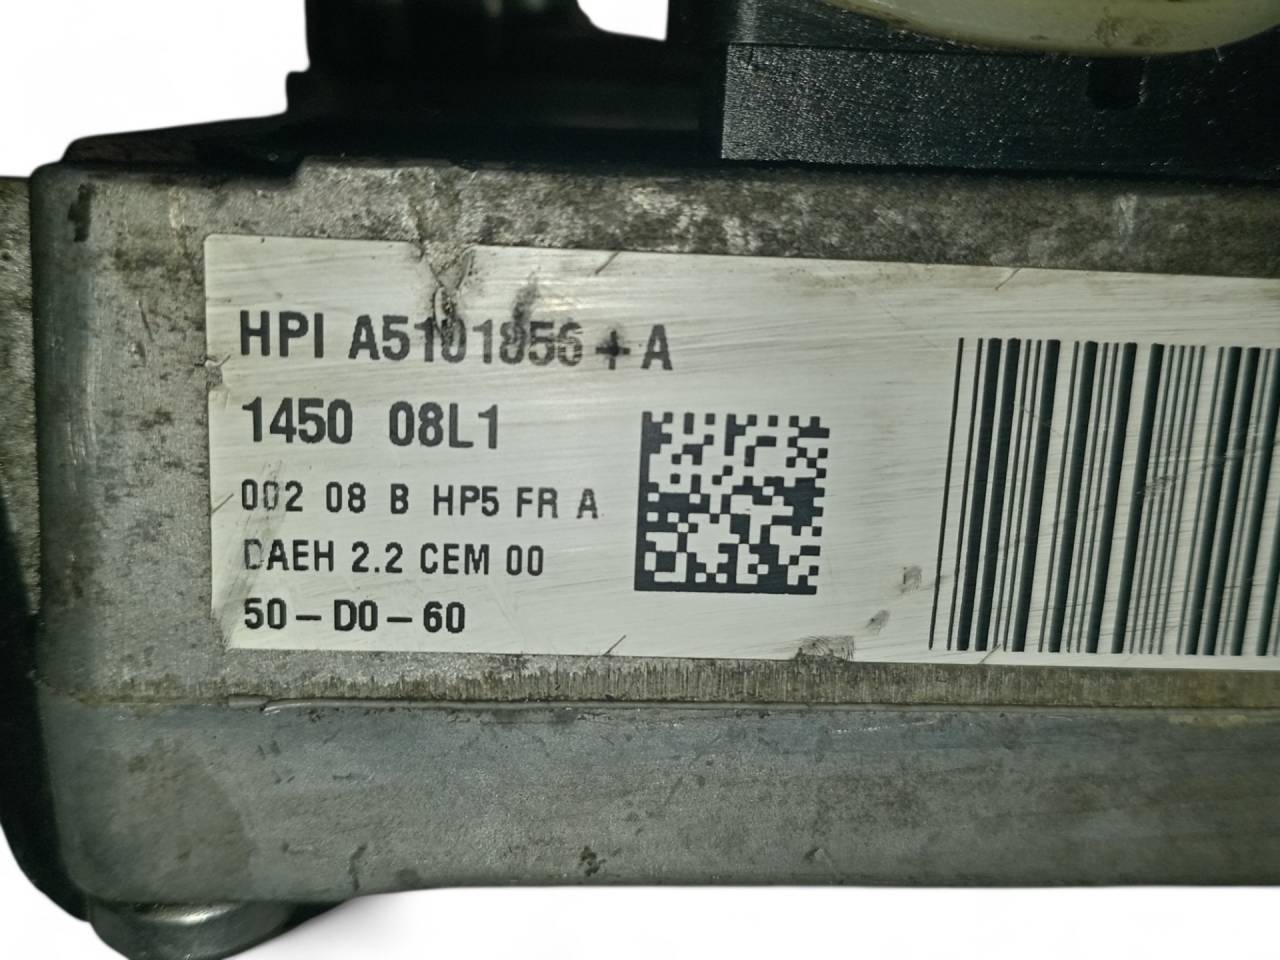 HPI A5101856+A
1450 08L1
002 08 B HP5 FR A
DAEH 2.2 CEM 00
50-D0-60